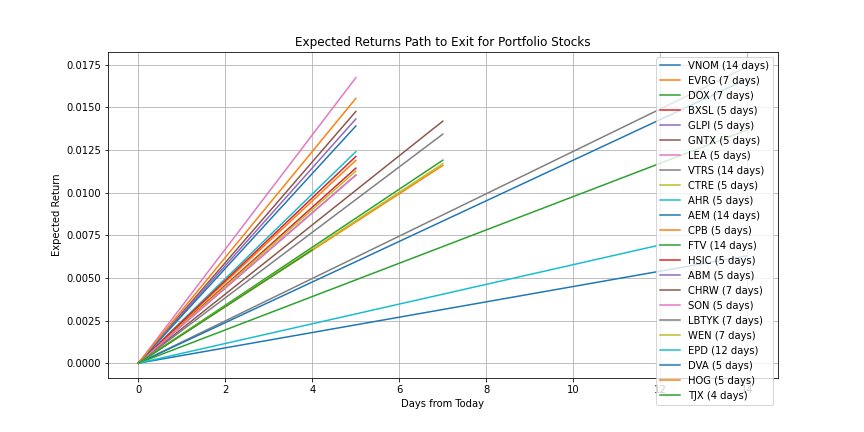 Expected Returns Path to Exit for Portfolio Stocks
0.0175
0.0150
0.0125
0.0100
0.0075
0.0050
0.0025
0.0000
Expected Return
VNOM (14 days)
EVRG (7 days)
DOX (7 days)
BXSL (5 days)
GLPI (5 days)
GNTX (5 days)
LEA (5 days)
VTRS (14 days)
CTRE (5 days)
AHR (5 days)
AEM (14 days)
CPB (5 days)
FTV (14 days)
HSIC (5 days)
ABM (5 days)
CHRW (7 days)
SON (5 days)
LBTYK (7 days)
WEN (7 days)
EPD (12 days)
DVA (5 days)
HOG (5 days)
TJX (4 days)
0 2 4 6 8 10 12 14
Days from Today